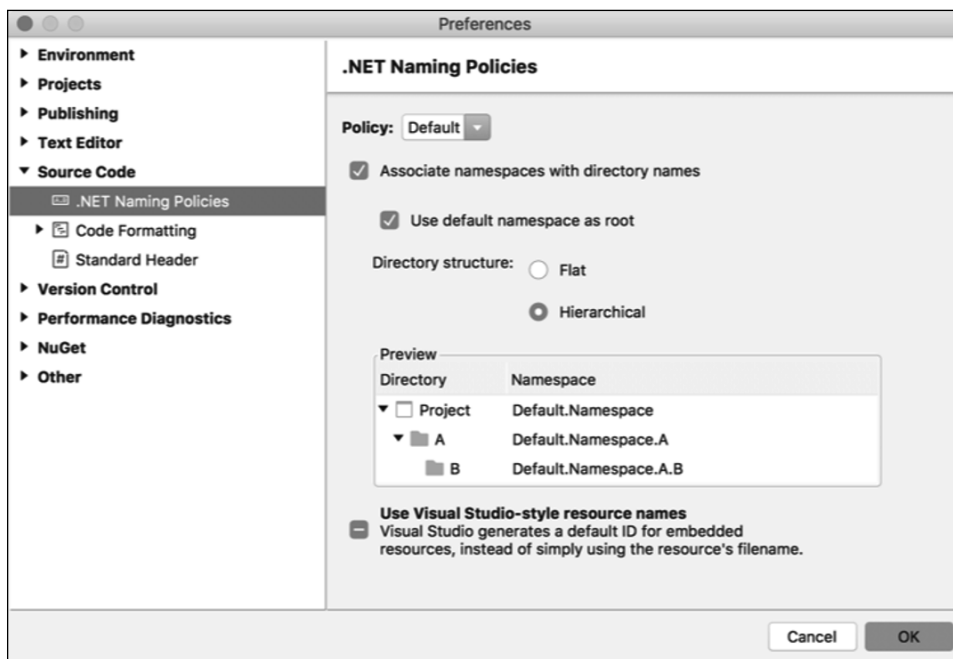 Preferences
Environment
Projects
Publishing
Text Editor
Source Code
.NET Naming Policies
Code Formatting
# Standard Header
Version Control
Performance Diagnostics
NuGet
Other
.NET Naming Policies
Policy: Default
Associate namespaces with directory names
Use default namespace as root
Directory structure: Flat
Hierarchical
Preview
Directory Namespace
Project Default.Namespace
A Default.Namespace.A
B Default.Namespace.A.B
Use Visual Studio-style resource names
Visual Studio generates a default ID for embedded
resources, instead of simply using the resource's filename.
Cancel OK